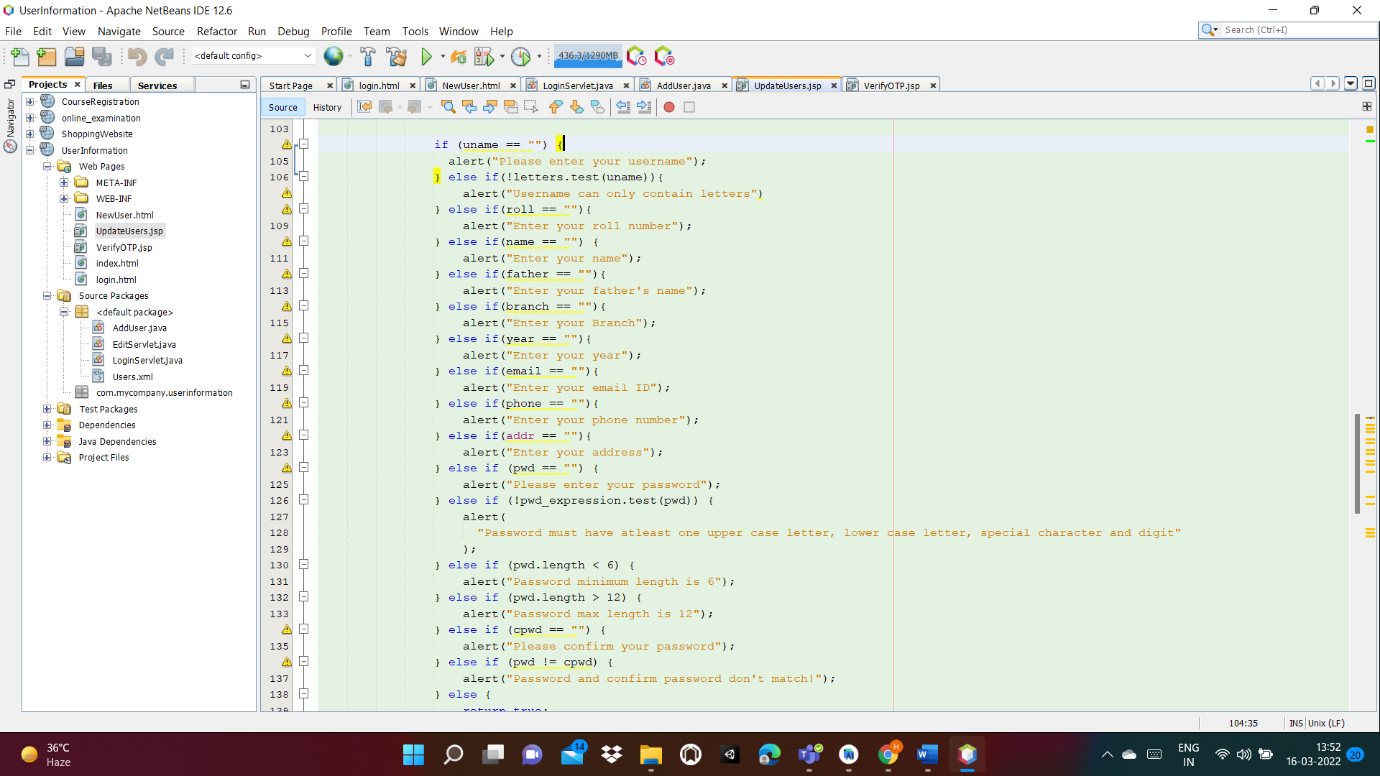 UserInformation - Apache NetBeans IDE 12.6
File Edit View Navigate Source Refactor Run Debug Profile Team Tools Window Help
Search (Ctrl+I)
<default config>
436.3/1290MB
Projects Files Services
Start Page login.html NewUser.html LoginServlet.java AddUser.java UpdateUsers.jsp VerifyOTP.jsp
Navigator
Source History
CourseRegistration
online_examination
ShoppingWebsite
UserInformation
Web Pages
META-INF
WEB-INF
NewUser.html
UpdateUsers.jsp
VerifyOTP.jsp
index.html
login.html
Source Packages
<default package>
AddUser.java
EditServlet.java
LoginServlet.java
Users.xml
com.mycompany.userinformation
Test Packages
Dependencies
Java Dependencies
Project Files
103
if (uname == "") {
105 alert("Please enter your username");
106 } else if(!letters.test(uname)){
alert("Username can only contain letters")
} else if(roll == ""){
109 alert("Enter your roll number");
} else if(name == "") {
111 alert("Enter your name");
} else if(father == ""){
113 alert("Enter your father's name");
} else if(branch == ""){
115 alert("Enter your Branch");
} else if(year == ""){
117 alert("Enter your year");
} else if(email == ""){
119 alert("Enter your email ID");
} else if(phone == ""){
121 alert("Enter your phone number");
} else if(addr == ""){
123 alert("Enter your address");
} else if (pwd == "") {
125 alert("Please enter your password");
126 } else if (!pwd_expression.test(pwd)) {
127 alert(
128 "Password must have atleast one upper case letter, lower case letter, special character and digit"
129 );
130 } else if (pwd.length < 6) {
131 alert("Password minimum length is 6");
132 } else if (pwd.length > 12) {
133 alert("Password max length is 12");
} else if (cpwd == "") {
135 alert("Please confirm your password");
} else if (pwd != cpwd) {
137 alert("Password and confirm password don't match!");
138 } else {
139 return true;
104:35 INS Unix (LF)
36°C
Haze
14
ENG
IN
13:52
16-03-2022
20